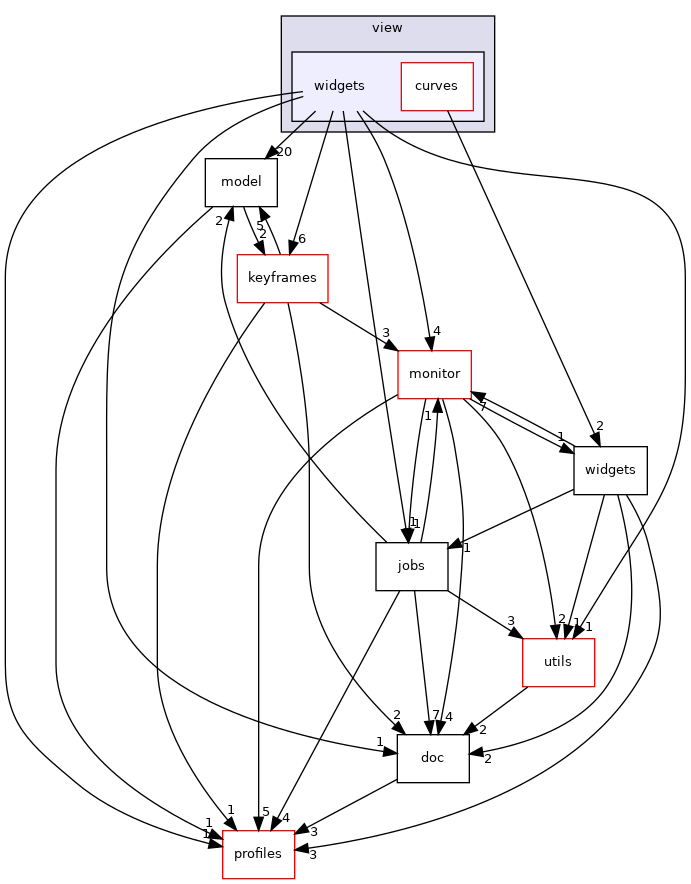 view
widgets curves
20
model
2 5 2 6
keyframes
3 4
monitor
1 7 1 2
widgets
1 1 1
jobs
3 2 1 1
utils
2 7 4 2
1 2
doc
1 5 4
1 1 3 3
profiles